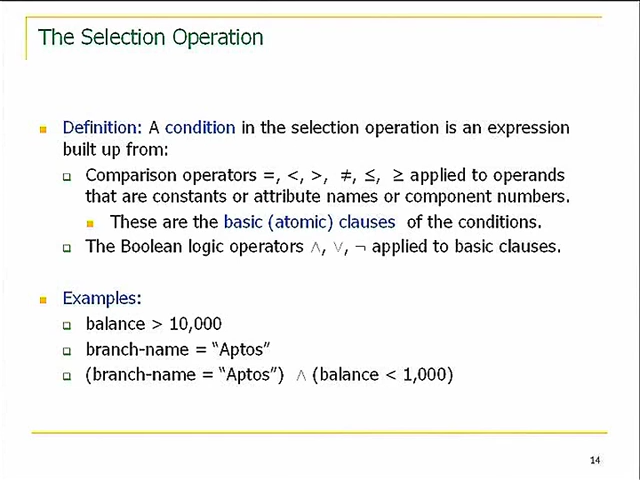 The Selection Operation
Definition: A condition in the selection operation is an expression
built up from:
Comparison operators =, <, >, ≠, ≤, ≥ applied to operands
that are constants or attribute names or component numbers.
These are the basic (atomic) clauses of the conditions.
The Boolean logic operators ∧, ∨, ¬ applied to basic clauses.
Examples:
balance > 10,000
branch-name = “Aptos”
(branch-name = “Aptos”) ∧ (balance < 1,000)
14